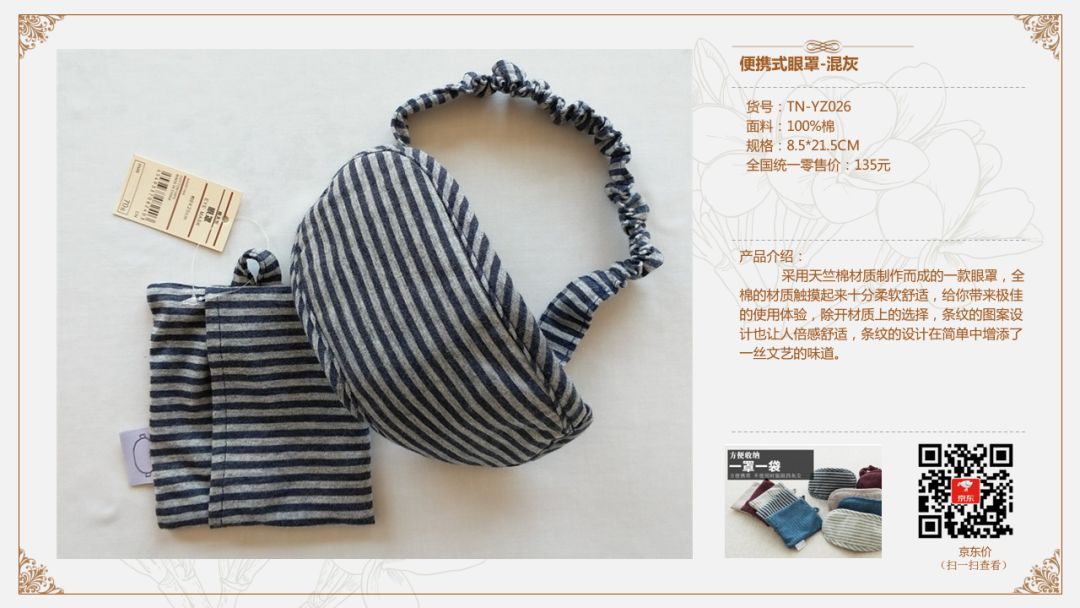 便携式眼罩-混灰
货号：TN-YZ026
面料：100%棉
规格：8.5*21.5CM
全国统一零售价：135元
产品介绍：
采用天竺棉材质制作而成的一款眼罩，全
棉的材质触摸起来十分柔软舒适，给你带来极佳
的使用体验，除开材质上的选择，条纹的图案设
计也让人倍感舒适，条纹的设计在简单中增添了
一丝文艺的味道。
方便收纳
一罩一袋
京东
京东价
（扫一扫查看）
眼罩